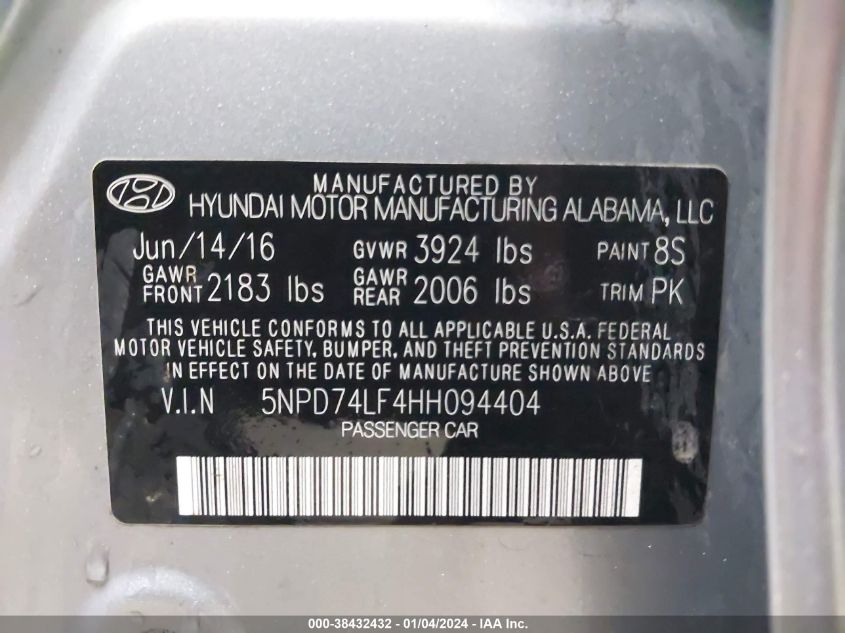 MANUFACTURED BY
HYUNDAI MOTOR MANUFACTURING ALABAMA, LLC
Jun/14/16 GVWR 3924 lbs PAINT 8S
GAWR FRONT 2183 lbs GAWR REAR 2006 lbs TRIM PK
THIS VEHICLE CONFORMS TO ALL APPLICABLE U.S.A. FEDERAL
MOTOR VEHICLE SAFETY, BUMPER, AND THEFT PREVENTION STANDARDS
IN EFFECT ON THE DATE OF MANUFACTURE SHOWN ABOVE
V.I.N 5NPD74LF4HH094404
PASSENGER CAR
000-38432432 - 01/04/2024 - IAA Inc.